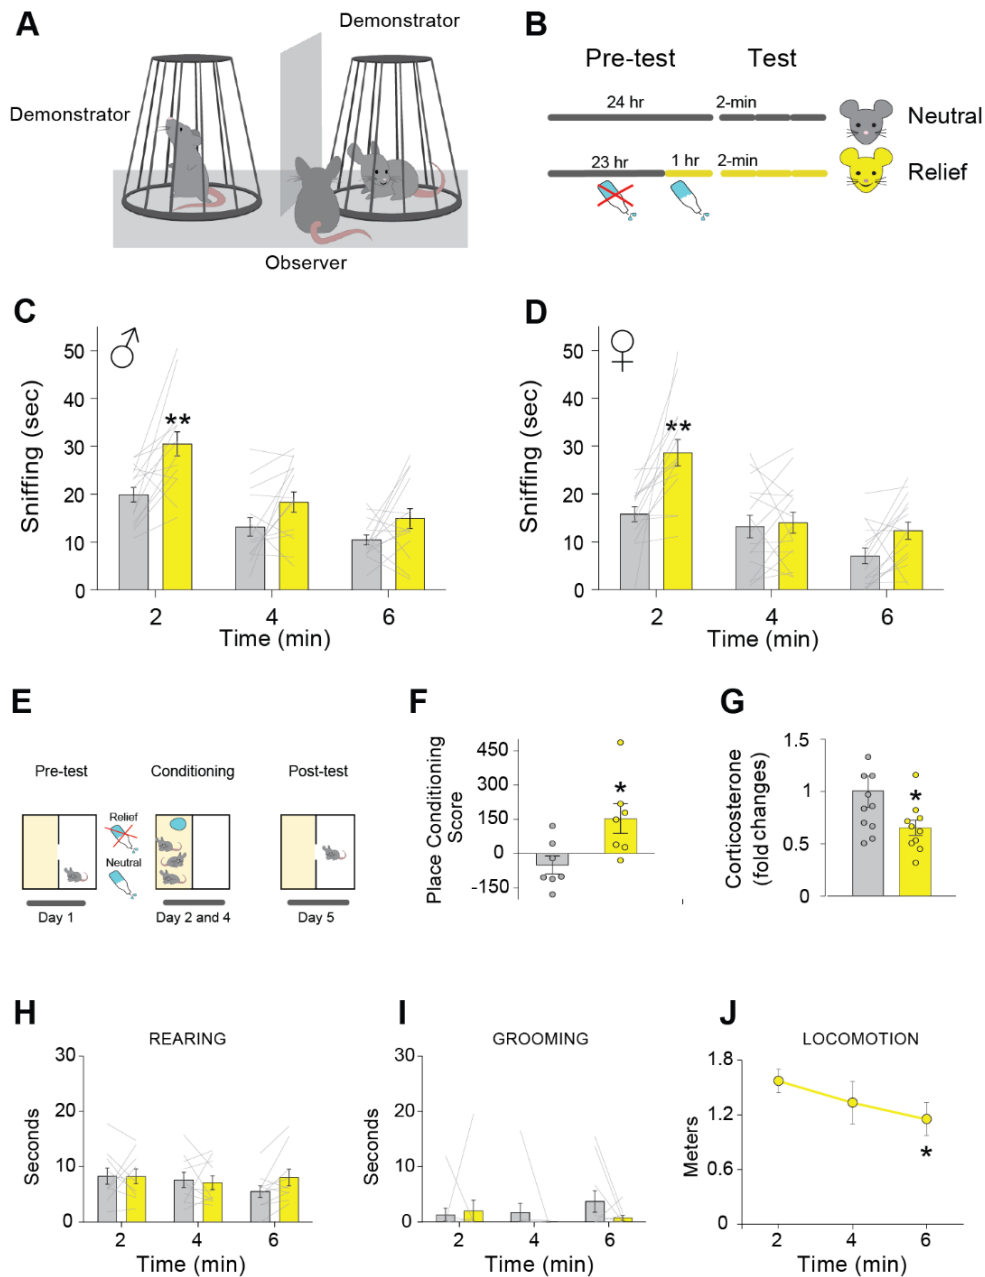 A
Demonstrator
Demonstrator
Observer
B
Pre-test
Test
24 hr
2-min
Neutral
23 hr
1 hr
2-min
Relief
C
Sniffing (sec)
50
40
30
20
10
0
**
2
4
6
Time (min)
D
Sniffing (sec)
50
40
30
20
10
0
**
2
4
6
Time (min)
E
Pre-test
Conditioning
Post-test
Relief
Neutral
Day 1
Day 2 and 4
Day 5
F
Place Conditioning
Score
450
300
150
0
-150
*
G
Corticosterone
(fold changes)
1.5
1
0.5
0
*
H
REARING
Seconds
30
20
10
0
2
4
6
Time (min)
I
GROOMING
Seconds
30
20
10
0
2
4
6
Time (min)
J
LOCOMOTION
Meters
1.8
1.2
0.6
0
*
2
4
6
Time (min)